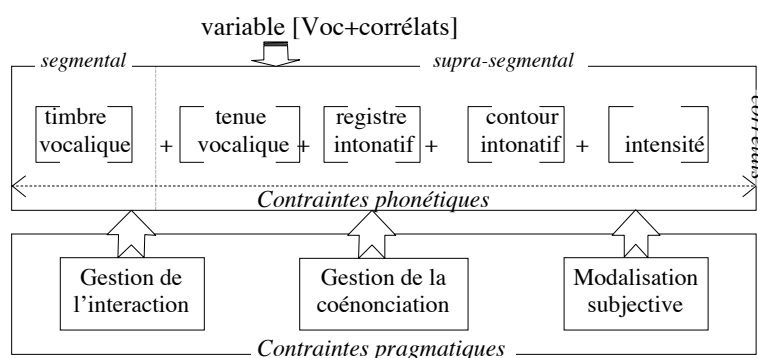 variable [Voc+corrélats]
segmental supra-segmental
timbre tenue registre contour
vocalique + vocalique + intonatif + intonatif + intensité
corrélats
Contraintes phonétiques
Gestion de Gestion de la Modalisation
l’interaction coénonciation subjective
Contraintes pragmatiques